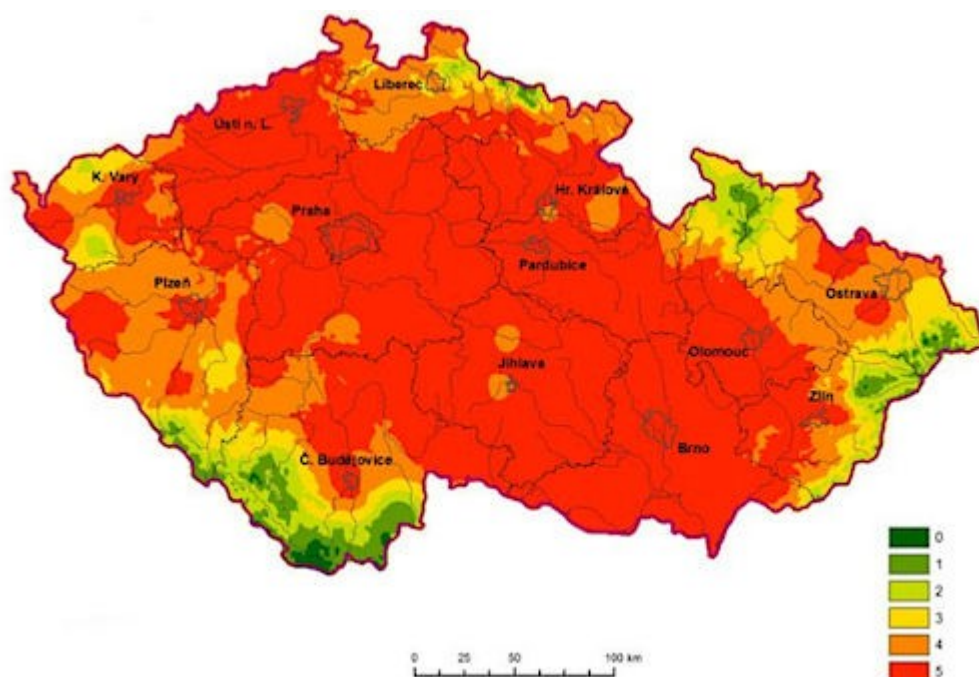 Liberec
Ústí n. L.
K. Vary
Hr. Králové
Praha
Pardubice
Plzeň
Ostrava
Olomouc
Jihlava
Zlín
Brno
Č. Budějovice
0
1
2
3
4
5
0 25 50 100 km